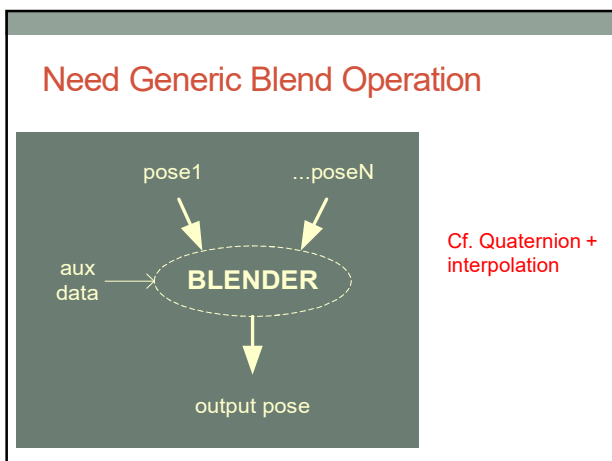 Need Generic Blend Operation
pose1 ...poseN
aux
data
BLENDER
output pose
Cf. Quaternion +
interpolation